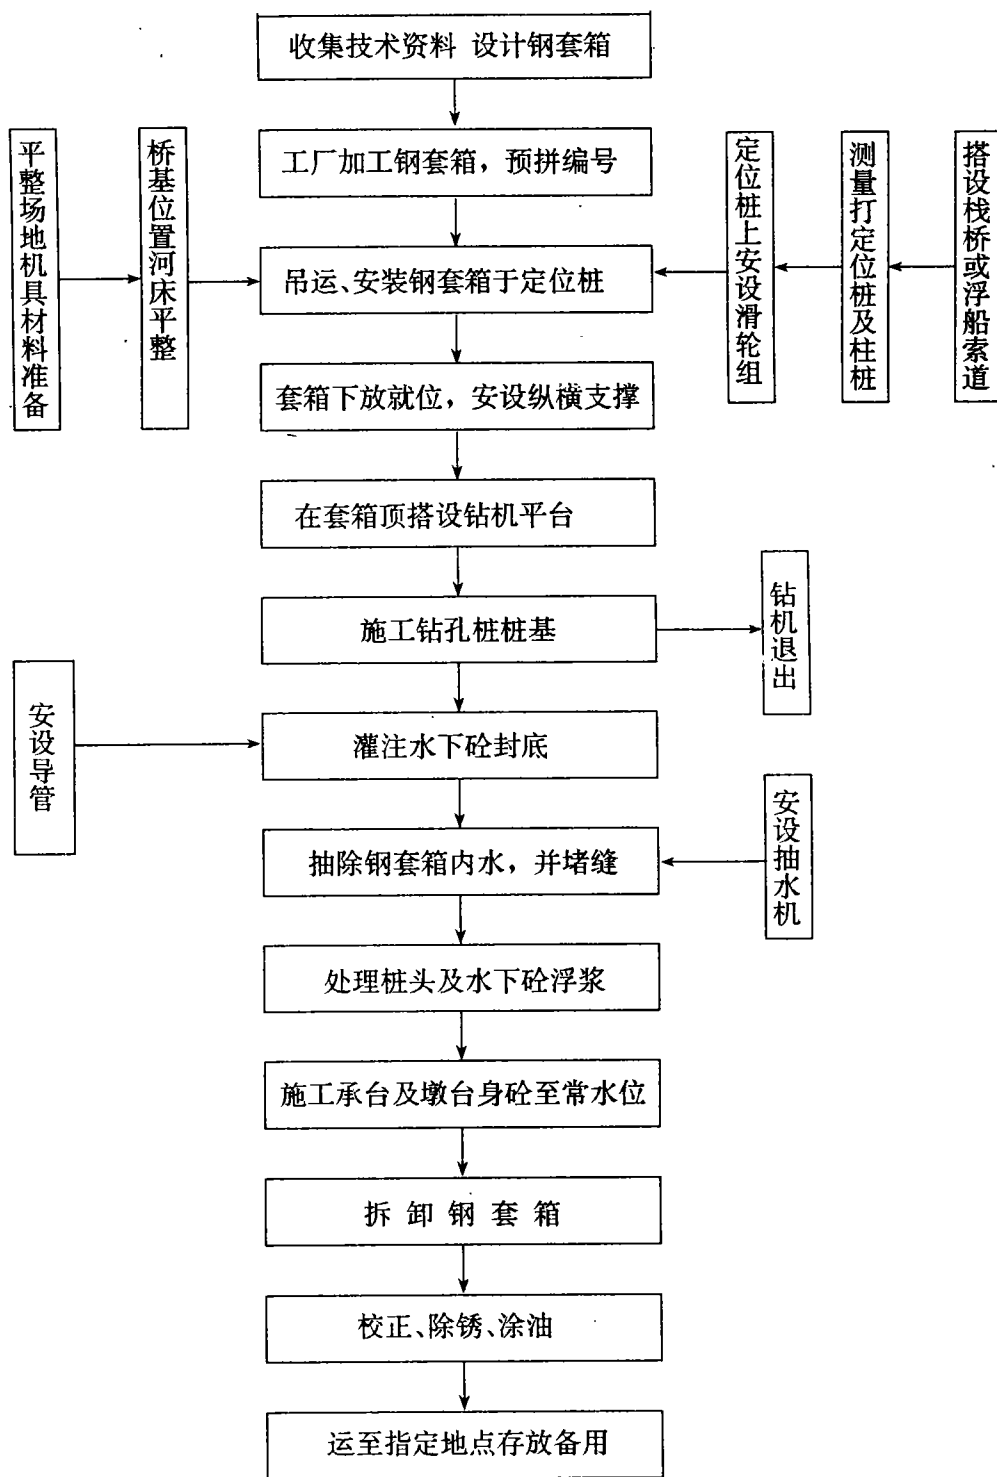 收集技术资料 设计钢套箱
工厂加工钢套箱，预拼编号
平整场地机具材料准备
桥基位置河床平整
吊运、安装钢套箱于定位桩
定位桩上安设滑轮组
测量打定位桩及柱桩
搭设栈桥或浮船索道
套箱下放就位，安设纵横支撑
在套箱顶搭设钻机平台
施工钻孔桩桩基
钻机退出
安设导管
灌注水下砼封底
抽除钢套箱内水，并堵缝
安设抽水机
处理桩头及水下砼浮浆
施工承台及墩台身砼至常水位
拆卸钢套箱
校正、除锈、涂油
运至指定地点存放备用